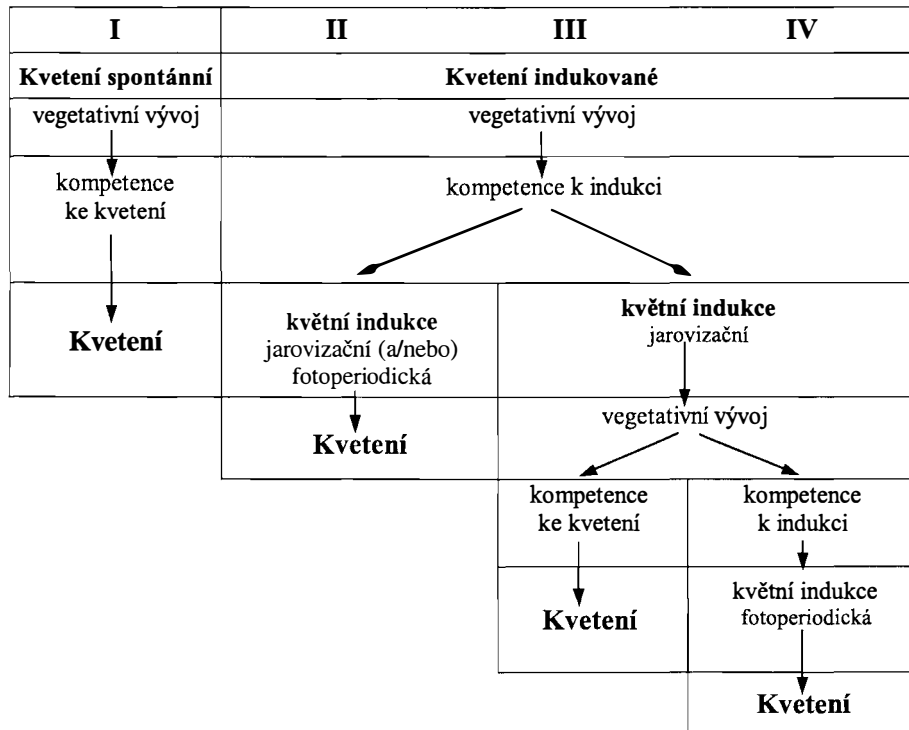 I II III IV
Kvetení spontánní Kvetení indukované
vegetativní vývoj vegetativní vývoj
kompetence
ke kvetení
kompetence k indukci
Kvetení
květní indukce
jarovizační (a/nebo)
fotoperiodická
květní indukce
jarovizační
Kvetení
vegetativní vývoj
kompetence
ke kvetení
kompetence
k indukci
Kvetení
květní indukce
fotoperiodická
Kvetení